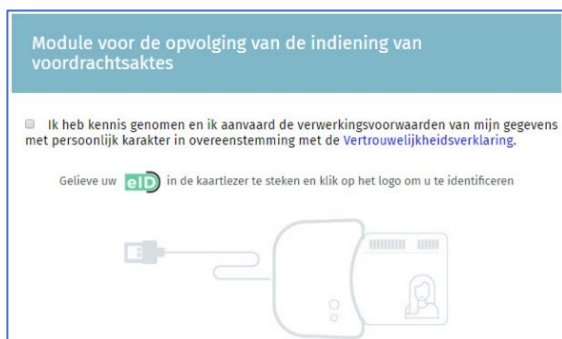 Module voor de opvolging van de indiening van
voordrachtsaktes
Ik heb kennis genomen en ik aanvaard de verwerkingsvoorwaarden van mijn gegevens
met persoonlijk karakter in overeenstemming met de Vertrouwelijkheidsverklaring.
Gelieve uw eID in de kaartlezer te steken en klik op het logo om u te identificeren